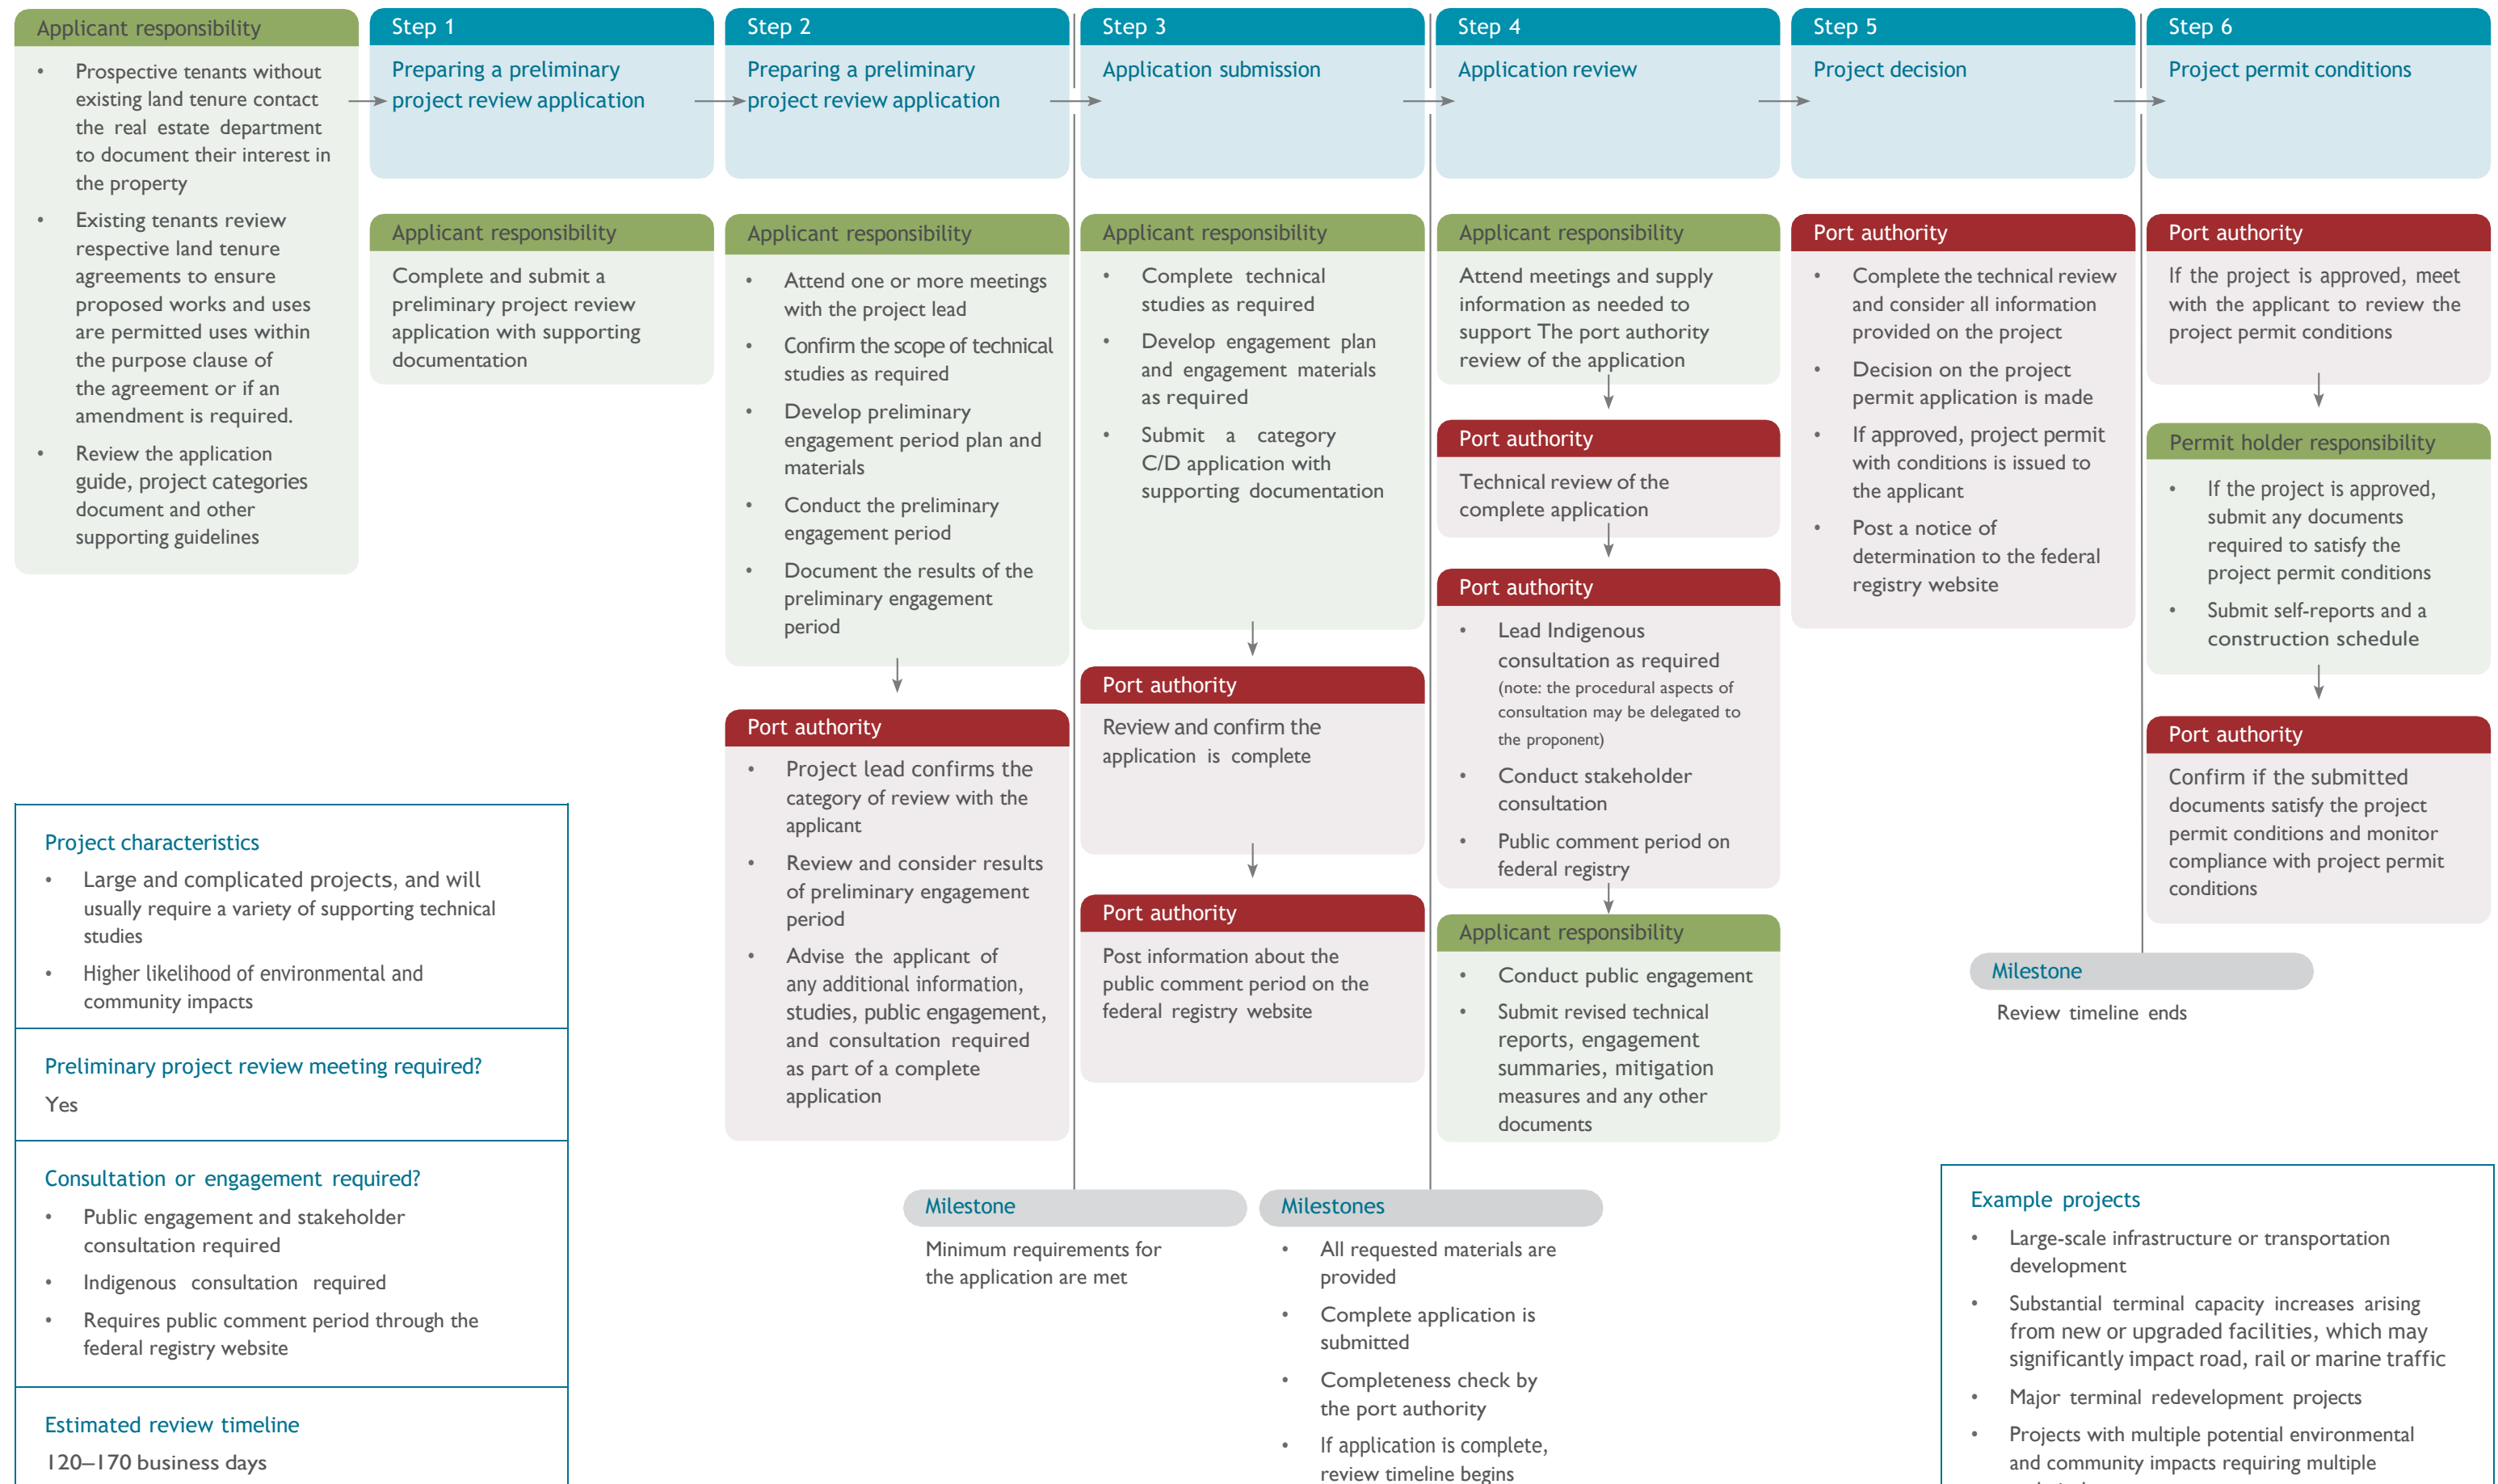 Applicant responsibility
• Prospective tenants without
existing land tenure contact
the real estate department
to document their interest in
the property
• Existing tenants review
respective land tenure
agreements to ensure
proposed works and uses
are permitted uses within
the purpose clause of
the agreement or if an
amendment is required.
• Review the application
guide, project categories
document and other
supporting guidelines
Step 1
Preparing a preliminary
project review application
Applicant responsibility
Complete and submit a
preliminary project review
application with supporting
documentation
Step 2
Preparing a preliminary
project review application
Applicant responsibility
• Attend one or more meetings
with the project lead
• Confirm the scope of technical
studies as required
• Develop preliminary
engagement period plan and
materials
• Conduct the preliminary
engagement period
• Document the results of the
preliminary engagement
period
Port authority
• Project lead confirms the
category of review with the
applicant
• Review and consider results
of preliminary engagement
period
• Advise the applicant of
any additional information,
studies, public engagement,
and consultation required
as part of a complete
application
Step 3
Application submission
Applicant responsibility
• Complete technical
studies as required
• Develop engagement plan
and engagement materials
as required
• Submit a category
C/D application with
supporting documentation
Port authority
Review and confirm the
application is complete
Port authority
Post information about the
public comment period on the
federal registry website
Step 4
Application review
Applicant responsibility
Attend meetings and supply
information as needed to
support The port authority
review of the application
Port authority
Technical review of the
complete application
Port authority
• Lead Indigenous
consultation as required
(note: the procedural aspects of
consultation may be delegated to
the proponent)
• Conduct stakeholder
consultation
• Public comment period on
federal registry
Applicant responsibility
• Conduct public engagement
• Submit revised technical
reports, engagement
summaries, mitigation
measures and any other
documents
Step 5
Project decision
Port authority
• Complete the technical review
and consider all information
provided on the project
• Decision on the project
permit application is made
• If approved, project permit
with conditions is issued to
the applicant
• Post a notice of
determination to the federal
registry website
Step 6
Project permit conditions
Port authority
If the project is approved, meet
with the applicant to review the
project permit conditions
Permit holder responsibility
• If the project is approved,
submit any documents
required to satisfy the
project permit conditions
• Submit self-reports and a
construction schedule
Port authority
Confirm if the submitted
documents satisfy the project
permit conditions and monitor
compliance with project permit
conditions
Milestone
Review timeline ends
Project characteristics
• Large and complicated projects, and will
usually require a variety of supporting technical
studies
• Higher likelihood of environmental and
community impacts
Preliminary project review meeting required?
Yes
Consultation or engagement required?
• Public engagement and stakeholder
consultation required
• Indigenous consultation required
• Requires public comment period through the
federal registry website
Estimated review timeline
120–170 business days
Milestone
Minimum requirements for
the application are met
Milestones
• All requested materials are
provided
• Complete application is
submitted
• Completeness check by
the port authority
• If application is complete,
review timeline begins
Example projects
• Large-scale infrastructure or transportation
development
• Substantial terminal capacity increases arising
from new or upgraded facilities, which may
significantly impact road, rail or marine traffic
• Major terminal redevelopment projects
• Projects with multiple potential environmental
and community impacts requiring multiple